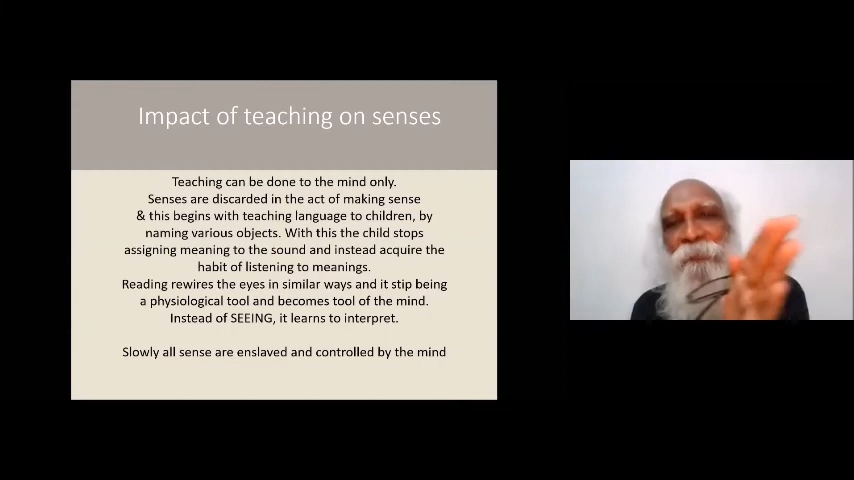 Impact of teaching on senses
Teaching can be done to the mind only.
Senses are discarded in the act of making sense
& this begins with teaching language to children, by
naming various objects. With this the child stops
assigning meaning to the sound and instead acquire the
habit of listening to meanings.
Reading rewires the eyes in similar ways and it stip being
a physiological tool and becomes tool of the mind.
Instead of SEEING, it learns to interpret.
Slowly all sense are enslaved and controlled by the mind